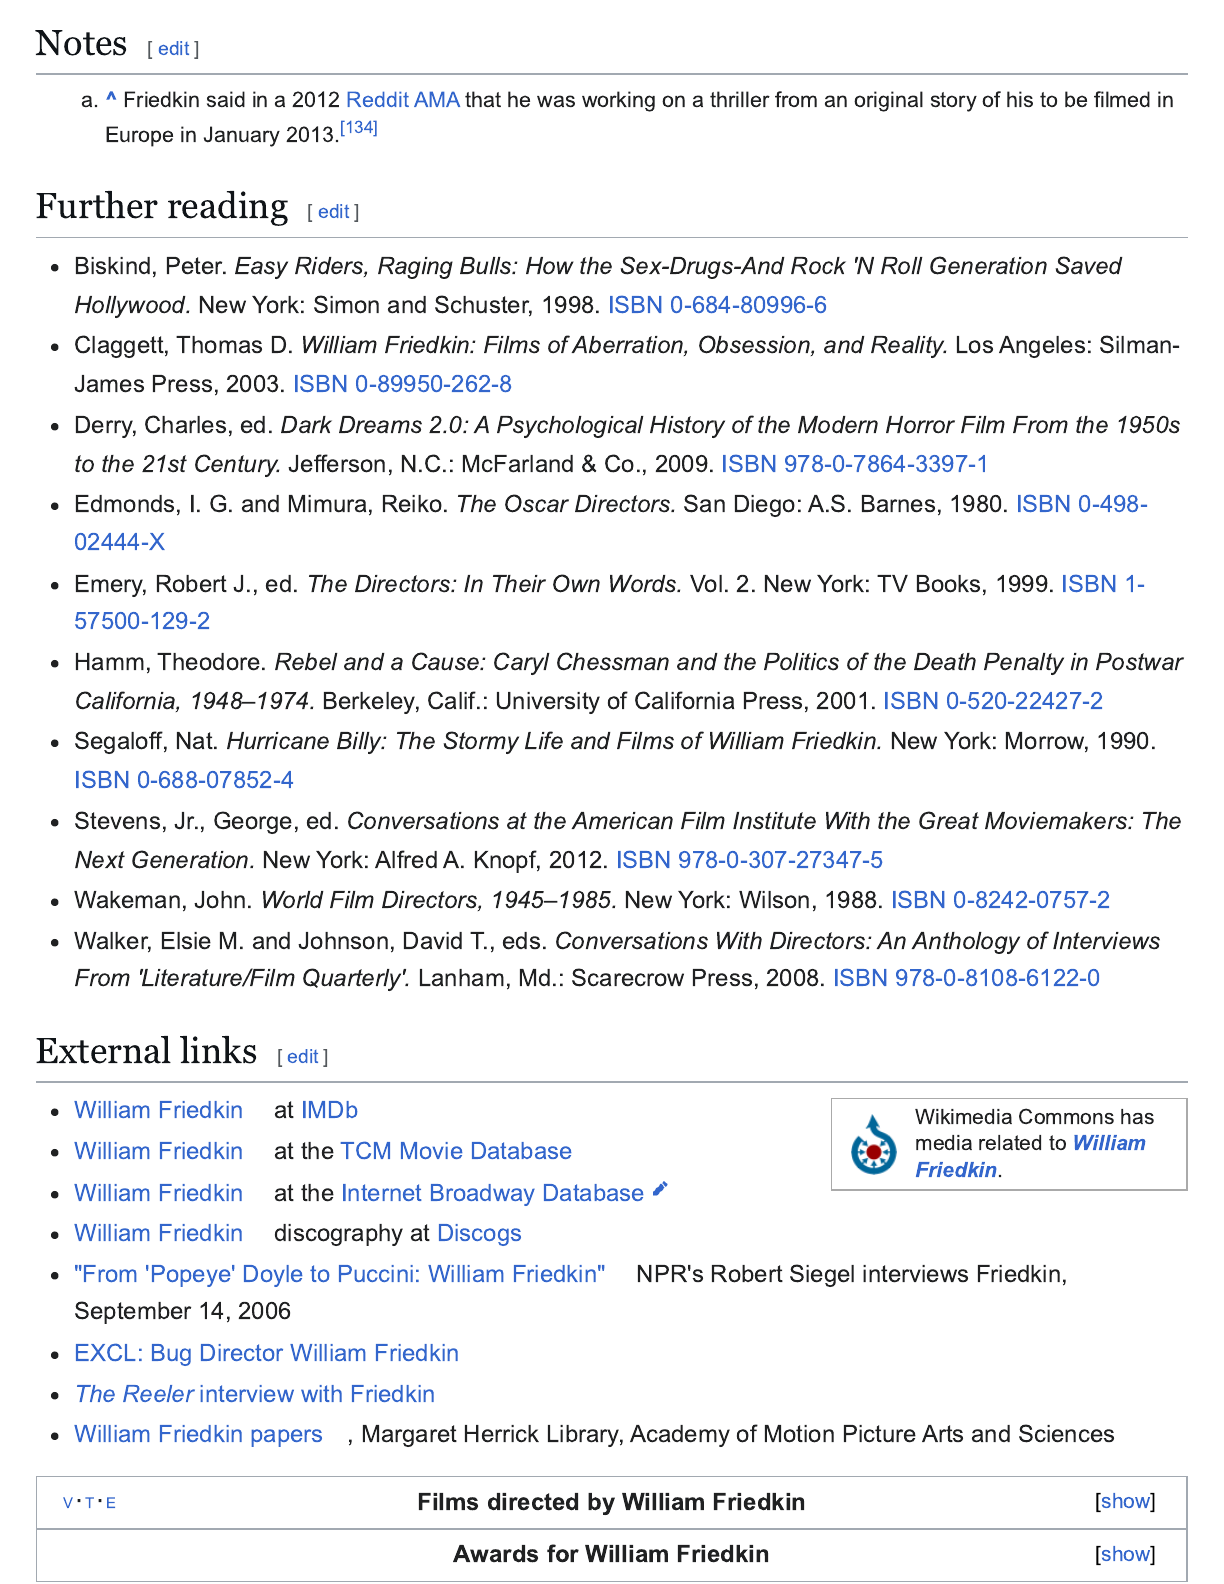 Notes [ edit ]
a. ^ Friedkin said in a 2012 Reddit AMA that he was working on a thriller from an original story of his to be filmed in
Europe in January 2013.[134]
Further reading [ edit ]
• Biskind, Peter. Easy Riders, Raging Bulls: How the Sex-Drugs-And Rock 'N Roll Generation Saved
Hollywood. New York: Simon and Schuster, 1998. ISBN 0-684-80996-6
• Claggett, Thomas D. William Friedkin: Films of Aberration, Obsession, and Reality. Los Angeles: Silman-
James Press, 2003. ISBN 0-89950-262-8
• Derry, Charles, ed. Dark Dreams 2.0: A Psychological History of the Modern Horror Film From the 1950s
to the 21st Century. Jefferson, N.C.: McFarland & Co., 2009. ISBN 978-0-7864-3397-1
• Edmonds, I. G. and Mimura, Reiko. The Oscar Directors. San Diego: A.S. Barnes, 1980. ISBN 0-498-
02444-X
• Emery, Robert J., ed. The Directors: In Their Own Words. Vol. 2. New York: TV Books, 1999. ISBN 1-
57500-129-2
• Hamm, Theodore. Rebel and a Cause: Caryl Chessman and the Politics of the Death Penalty in Postwar
California, 1948–1974. Berkeley, Calif.: University of California Press, 2001. ISBN 0-520-22427-2
• Segaloff, Nat. Hurricane Billy: The Stormy Life and Films of William Friedkin. New York: Morrow, 1990.
ISBN 0-688-07852-4
• Stevens, Jr., George, ed. Conversations at the American Film Institute With the Great Moviemakers: The
Next Generation. New York: Alfred A. Knopf, 2012. ISBN 978-0-307-27347-5
• Wakeman, John. World Film Directors, 1945–1985. New York: Wilson, 1988. ISBN 0-8242-0757-2
• Walker, Elsie M. and Johnson, David T., eds. Conversations With Directors: An Anthology of Interviews
From 'Literature/Film Quarterly'. Lanham, Md.: Scarecrow Press, 2008. ISBN 978-0-8108-6122-0
External links [ edit ]
• William Friedkin at IMDb
• William Friedkin at the TCM Movie Database
• William Friedkin at the Internet Broadway Database
• William Friedkin discography at Discogs
• "From 'Popeye' Doyle to Puccini: William Friedkin" NPR's Robert Siegel interviews Friedkin,
September 14, 2006
• EXCL: Bug Director William Friedkin
• The Reeler interview with Friedkin
• William Friedkin papers , Margaret Herrick Library, Academy of Motion Picture Arts and Sciences
Wikimedia Commons has
media related to William
Friedkin.
V · T · E Films directed by William Friedkin [show]
Awards for William Friedkin [show]